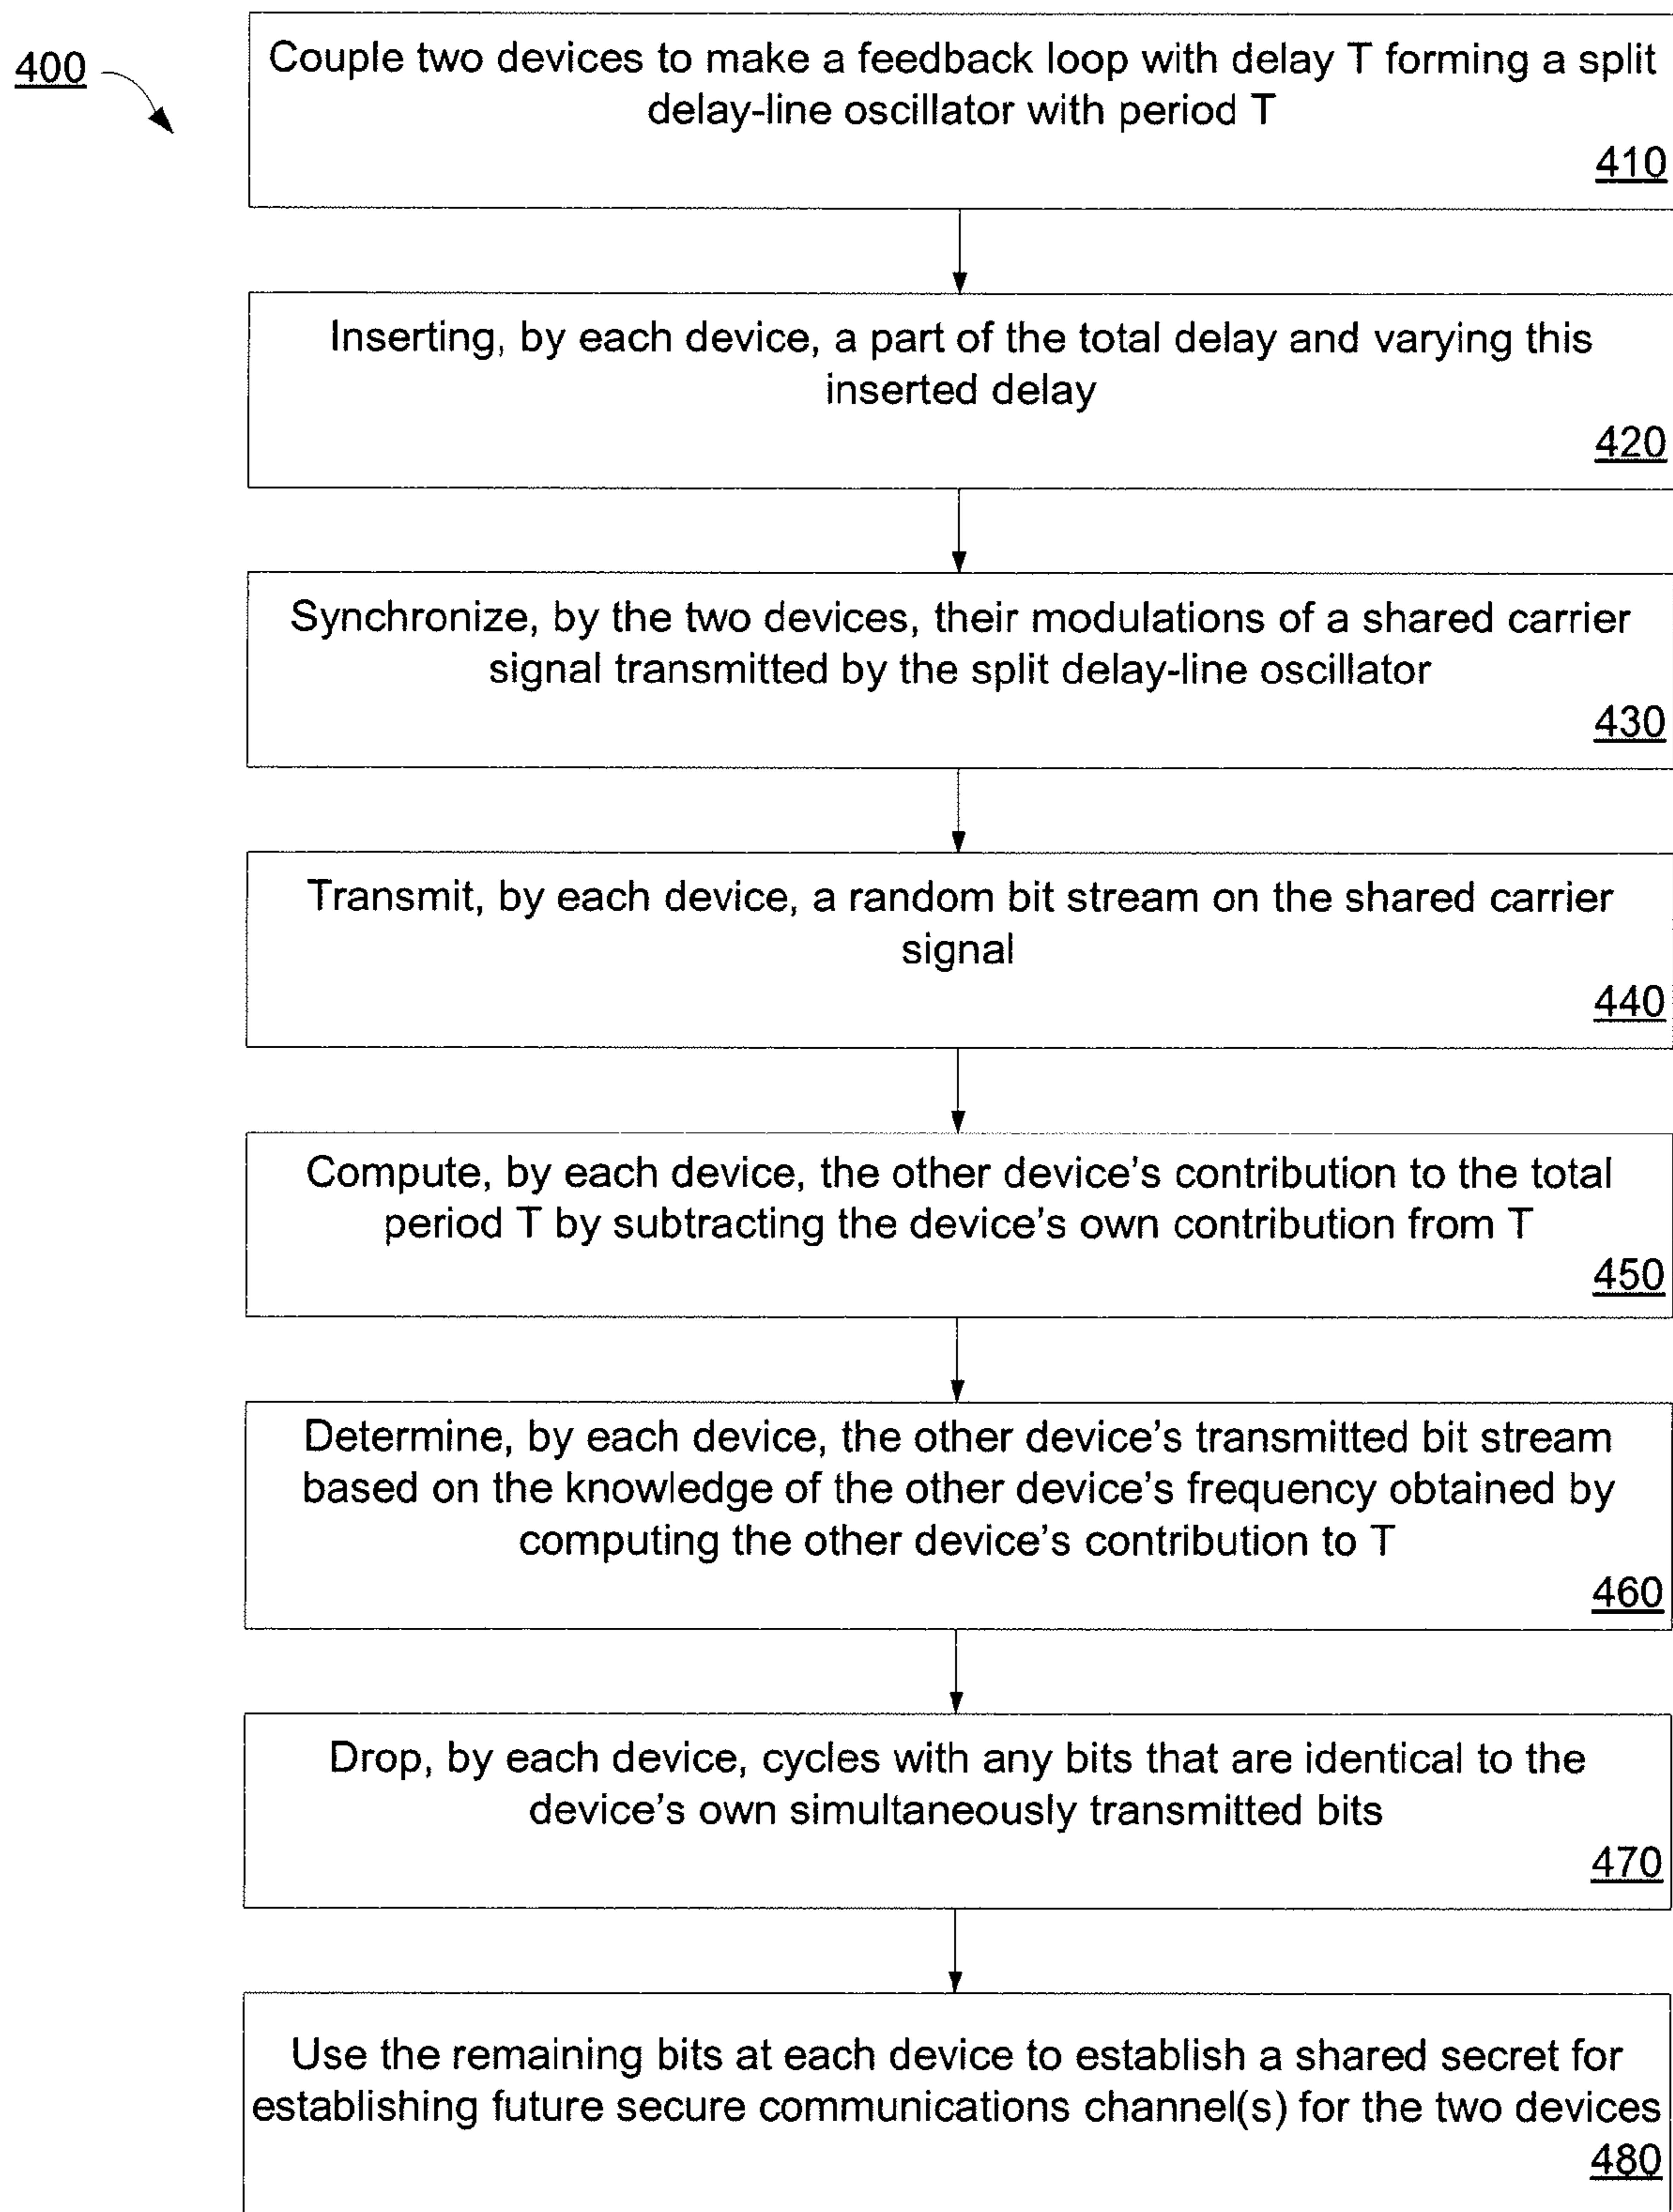 400
Couple two devices to make a feedback loop with delay T forming a split
delay-line oscillator with period T
410
Inserting, by each device, a part of the total delay and varying this
inserted delay
420
Synchronize, by the two devices, their modulations of a shared carrier
signal transmitted by the split delay-line oscillator
430
Transmit, by each device, a random bit stream on the shared carrier
signal
440
Compute, by each device, the other device's contribution to the total
period T by subtracting the device's own contribution from T
450
Determine, by each device, the other device's transmitted bit stream
based on the knowledge of the other device's frequency obtained by
computing the other device's contribution to T
460
Drop, by each device, cycles with any bits that are identical to the
device's own simultaneously transmitted bits
470
Use the remaining bits at each device to establish a shared secret for
establishing future secure communications channel(s) for the two devices
480